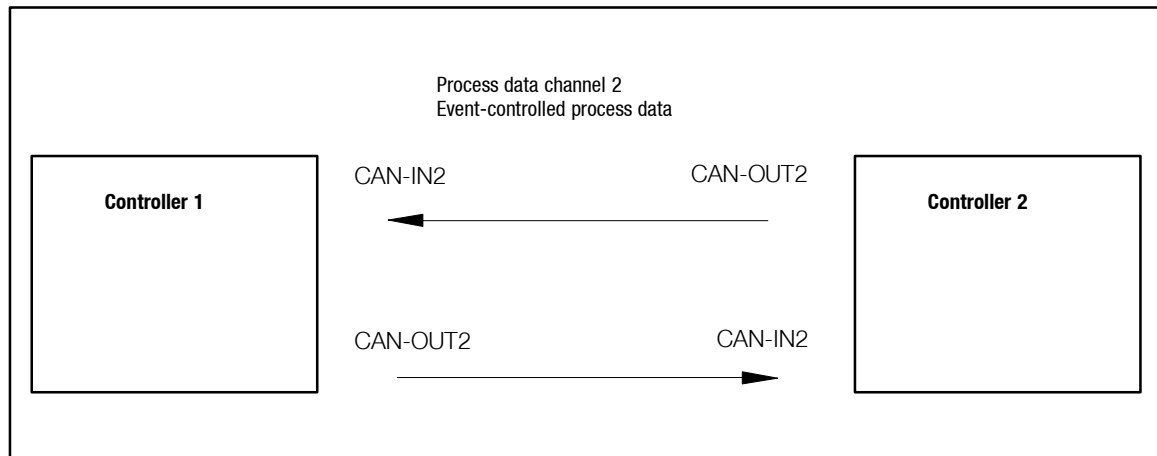 Process data channel 2
Event-controlled process data
CAN-IN2
CAN-OUT2
Controller 1
Controller 2
CAN-OUT2
CAN-IN2